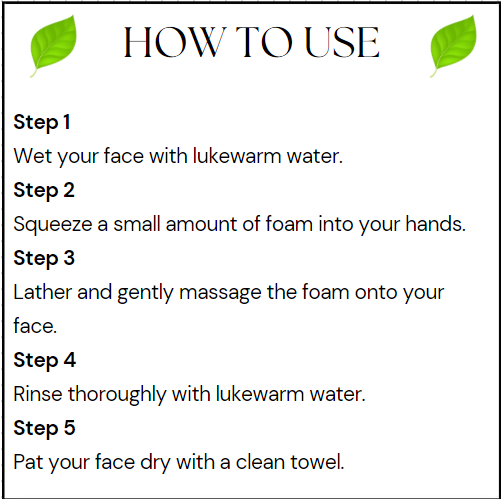 HOW TO USE
Step 1
Wet your face with lukewarm water.
Step 2
Squeeze a small amount of foam into your hands.
Step 3
Lather and gently massage the foam onto your
face.
Step 4
Rinse thoroughly with lukewarm water.
Step 5
Pat your face dry with a clean towel.